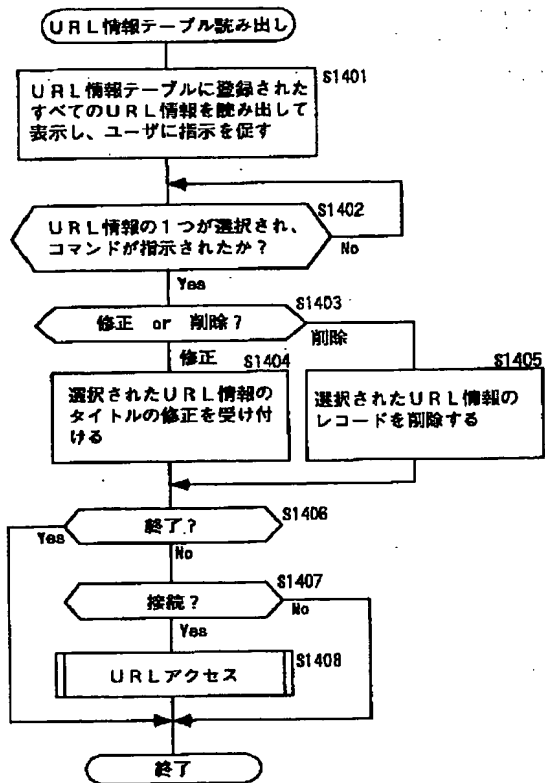 URL情報テーブル読み出し
S1401
URL情報テーブルに登録された
すべてのURL情報を読み出して
表示し、ユーザに指示を促す
S1402
URL情報の1つが選択され、
コマンドが指示されたか?
No
Yes
S1403
修正 or 削除?
削除
修正
S1404
S1405
選択されたURL情報の
タイトルの修正を受け付
ける
選択されたURL情報の
レコードを削除する
S1406
終了?
Yes
No
S1407
接続?
No
Yes
S1408
URLアクセス
終了